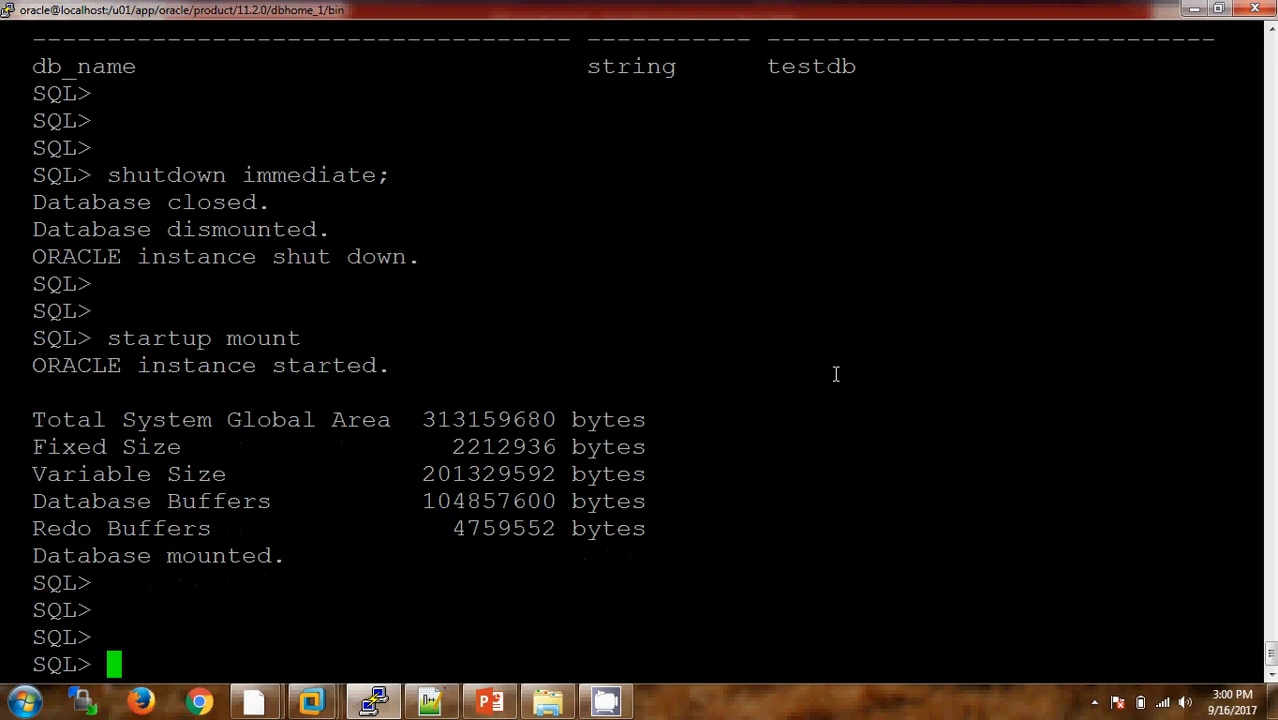 oracle@localhost:/u01/app/oracle/product/11.2.0/dbhome_1/bin
----------------------------------- ----------- ------------------------------
db_name string testdb
SQL>
SQL>
SQL>
SQL> shutdown immediate;
Database closed.
Database dismounted.
ORACLE instance shut down.
SQL>
SQL>
SQL> startup mount
ORACLE instance started.
Total System Global Area 313159680 bytes
Fixed Size 2212936 bytes
Variable Size 201329592 bytes
Database Buffers 104857600 bytes
Redo Buffers 4759552 bytes
Database mounted.
SQL>
SQL>
SQL>
SQL>
3:00 PM
9/16/2017